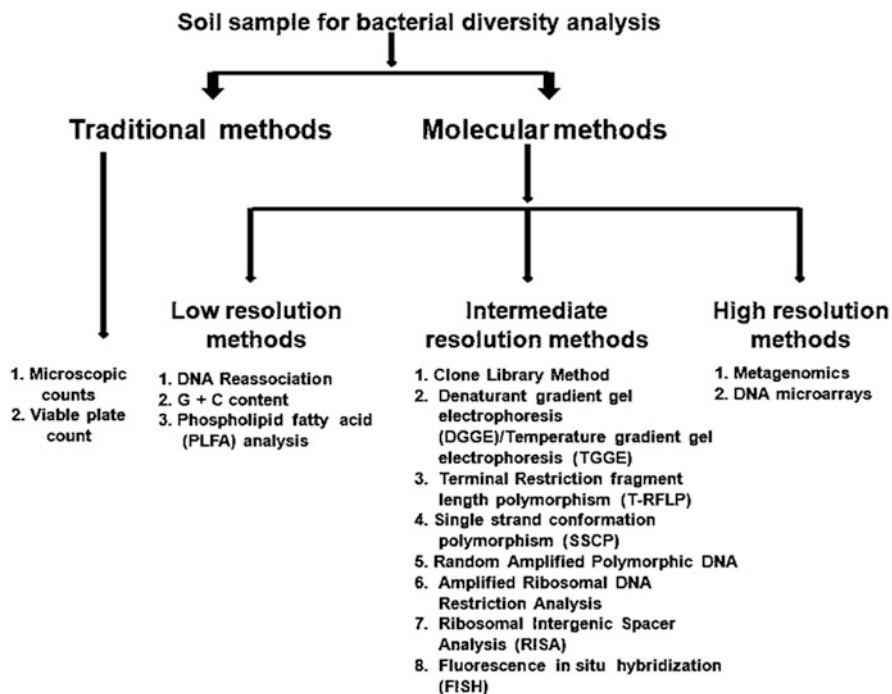 Soil sample for bacterial diversity analysis
Traditional methods
Molecular methods
Low resolution
methods
Intermediate
resolution methods
High resolution
methods
1. Microscopic
counts
2. Viable plate
count
1. DNA Reassociation
2. G + C content
3. Phospholipid fatty acid
(PLFA) analysis
1. Clone Library Method
2. Denaturant gradient gel
electrophoresis
(DGGE)/Temperature gradient gel
electrophoresis (TGGE)
3. Terminal Restriction fragment
length polymorphism (T-RFLP)
4. Single strand conformation
polymorphism (SSCP)
5. Random Amplified Polymorphic DNA
6. Amplified Ribosomal DNA
Restriction Analysis
7. Ribosomal Intergenic Spacer
Analysis (RISA)
8. Fluorescence in situ hybridization
(FISH)
1. Metagenomics
2. DNA microarrays